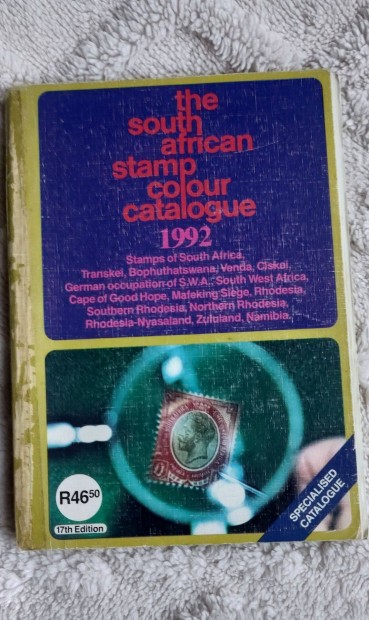 the
south
african
stamp
colour
catalogue
1992
Stamps of South Africa,
Transkei, Bophuthatswana, Venda, Ciskei,
German occupation of S.W.A., South West Africa,
Cape of Good Hope, Mafeking Siege, Rhodesia,
Southern Rhodesia, Northern Rhodesia,
Rhodesia-Nyasaland, Zululand, Namibia.
R46⁵⁰
17th Edition
SPECIALISED
CATALOGUE